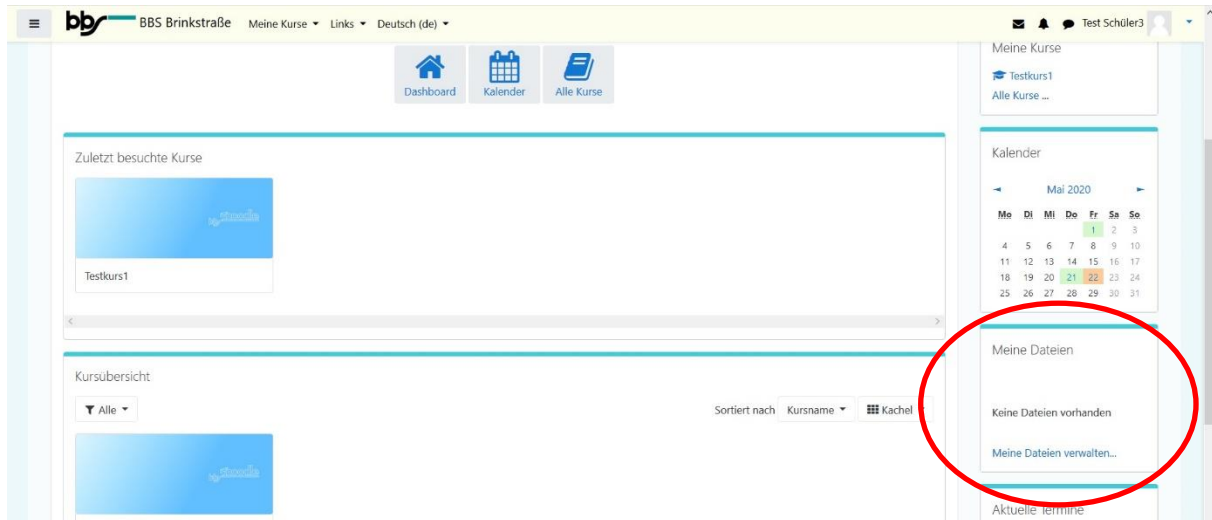 bbs BBS Brinkstraße Meine Kurse Links Deutsch (de) Test Schüler3
Dashboard Kalender Alle Kurse
Zuletzt besuchte Kurse
Testkurs1
Kursübersicht
Alle Sortiert nach Kursname Kachel
Meine Kurse
Testkurs1
Alle Kurse ...
Kalender
Mai 2020
Mo Di Mi Do Fr Sa So
1 2 3
4 5 6 7 8 9 10
11 12 13 14 15 16 17
18 19 20 21 22 23 24
25 26 27 28 29 30 31
Meine Dateien
Keine Dateien vorhanden
Meine Dateien verwalten...
Aktuelle Termine